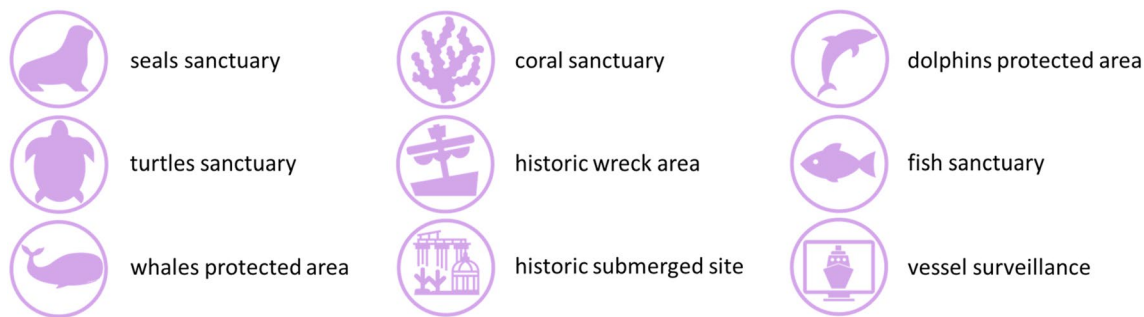 seals sanctuary
coral sanctuary
dolphins protected area
turtles sanctuary
historic wreck area
fish sanctuary
whales protected area
historic submerged site
vessel surveillance